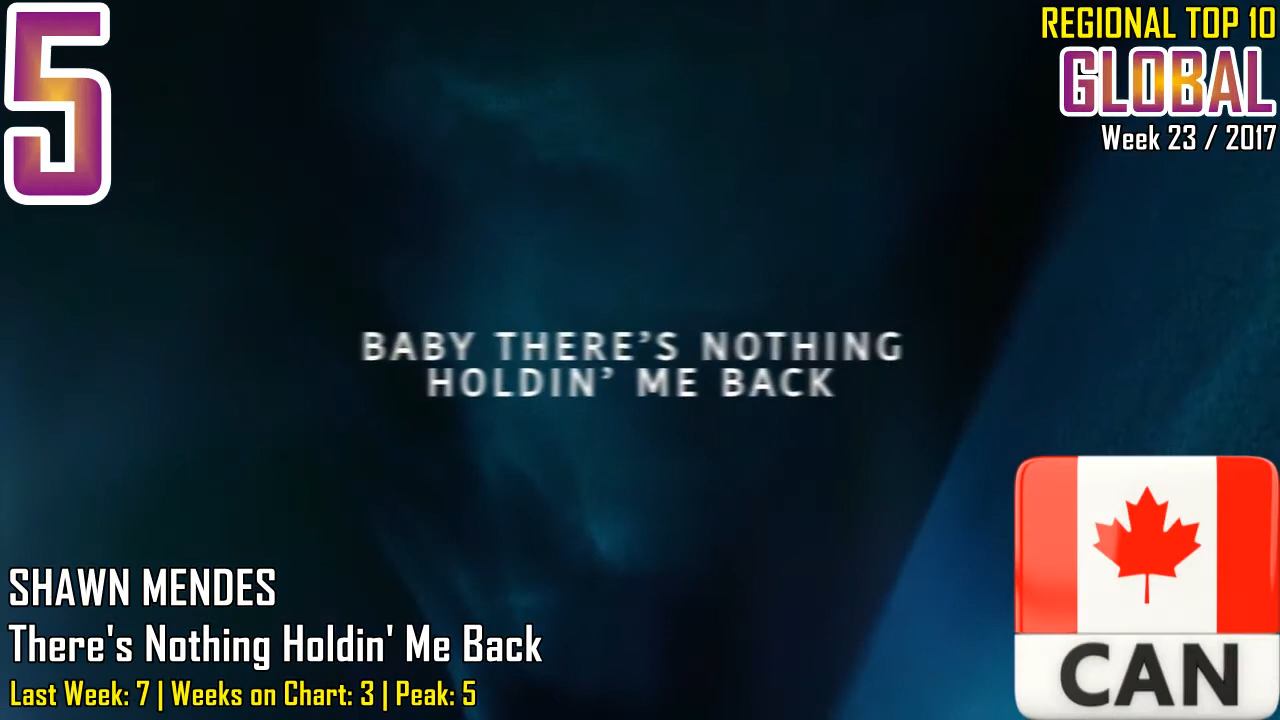 5
REGIONAL TOP 10
GLOBAL
Week 23 / 2017
BABY THERE’S NOTHING
HOLDIN’ ME BACK
SHAWN MENDES
There's Nothing Holdin' Me Back
Last Week: 7 | Weeks on Chart: 3 | Peak: 5
CAN